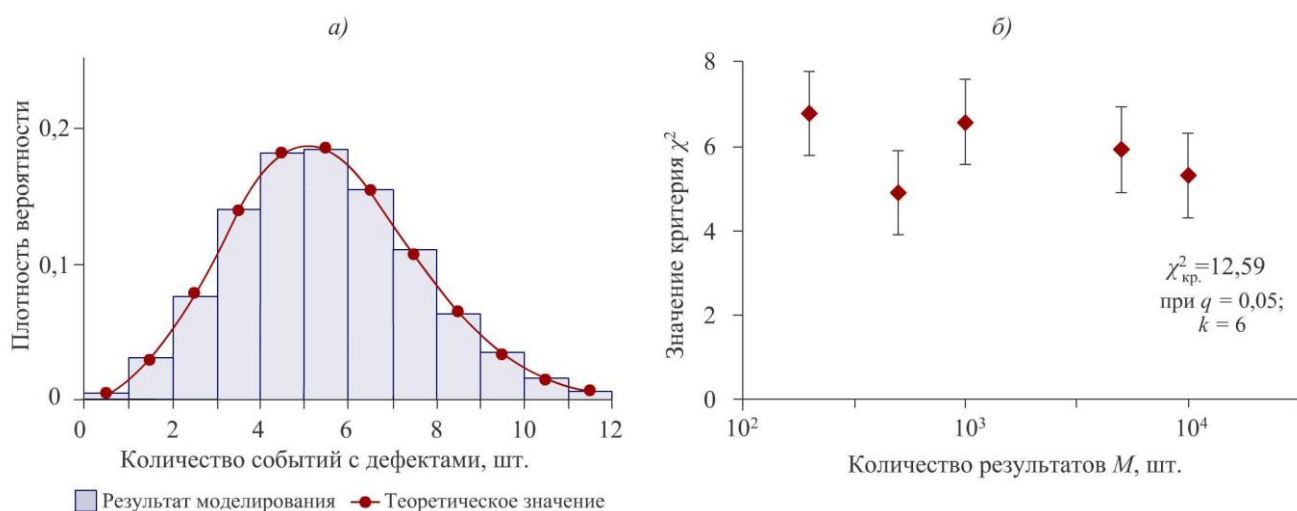 а)
Плотность вероятности
0,2
0,1
0
0 2 4 6 8 10 12
Количество событий с дефектами, шт.
Результат моделирования Теоретическое значение
б)
Значение критерия χ²
8
6
4
2
0
χ²кр.=12,59
при q = 0,05;
k = 6
10² 10³ 10⁴
Количество результатов M, шт.